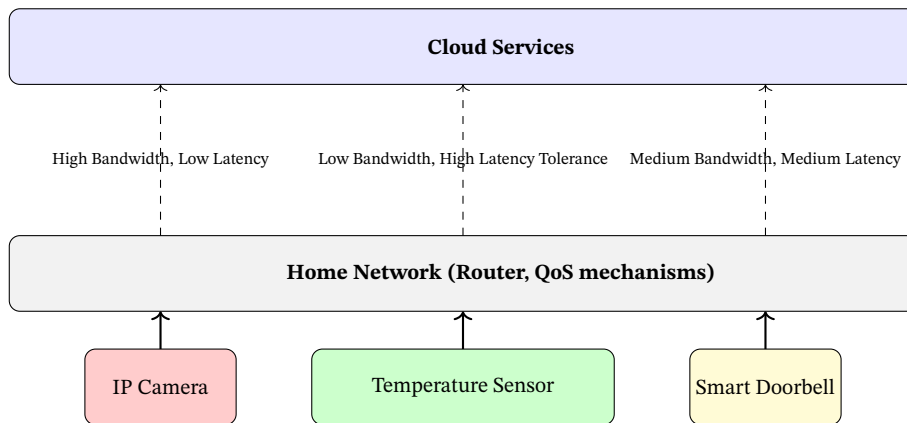 Cloud Services
High Bandwidth, Low Latency
Low Bandwidth, High Latency Tolerance
Medium Bandwidth, Medium Latency
Home Network (Router, QoS mechanisms)
IP Camera
Temperature Sensor
Smart Doorbell